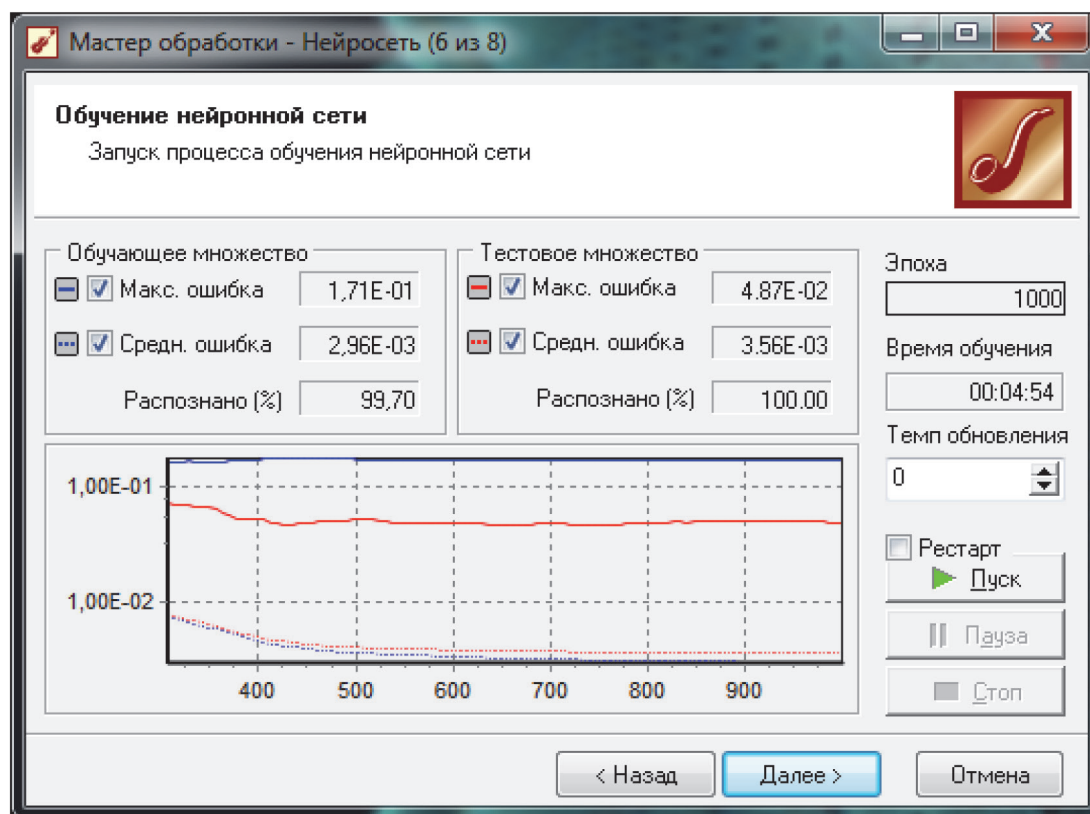 Мастер обработки - Нейросеть (6 из 8)
Обучение нейронной сети
Запуск процесса обучения нейронной сети
Обучающее множество
Макс. ошибка 1,71E-01
Средн. ошибка 2,96E-03
Распознано (%) 99,70
Тестовое множество
Макс. ошибка 4.87E-02
Средн. ошибка 3.56E-03
Распознано (%) 100.00
Эпоха
1000
Время обучения
00:04:54
Темп обновления
0
Рестарт
Пуск
Пауза
Стоп
1,00E-01
1,00E-02
400 500 600 700 800 900
< Назад Далее > Отмена